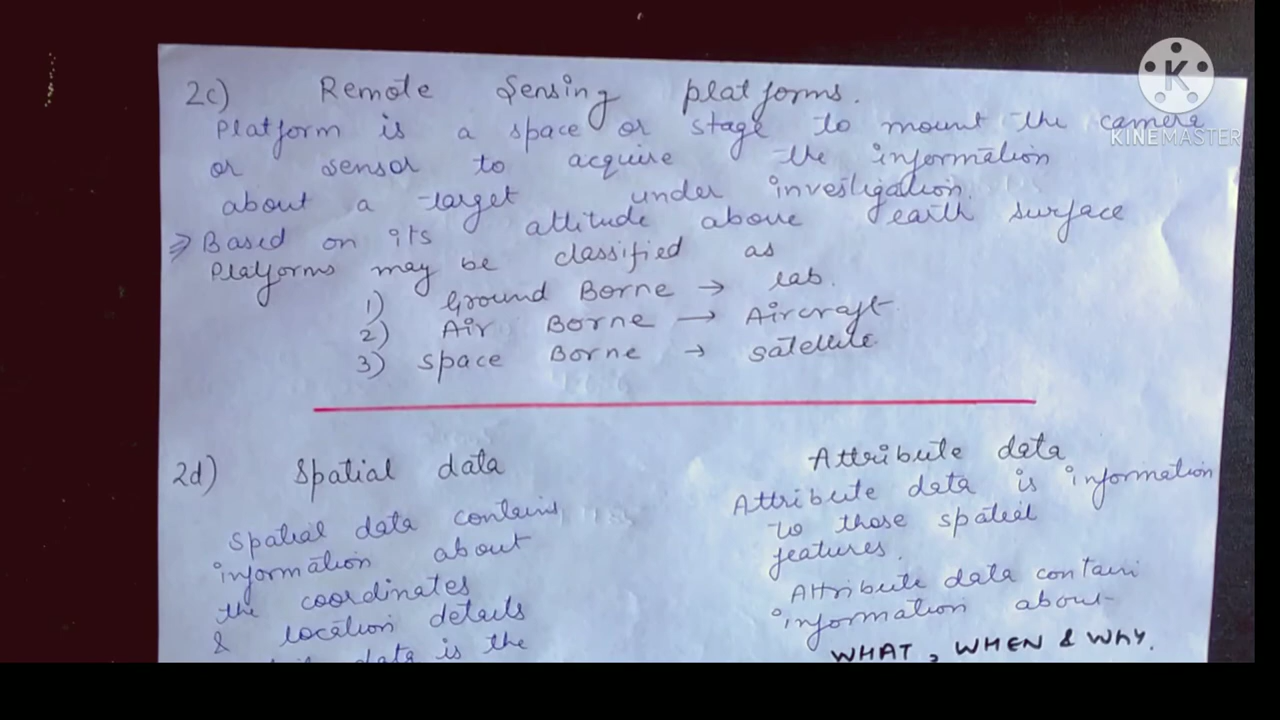 2c) Remote Sensing platforms.
Platform is a space or stage to mount the camera
or sensor to acquire the information
about a target under investigation.
⇒ Based on its attitude above earth surface
Platforms may be classified as
1) Ground Borne → lab.
2) Air Borne → Aircraft
3) Space Borne → satellite
2d) Spatial data
Spatial data contains
information about
the coordinates
& location details
data is the
Attribute data
Attribute data is information
to those spatial
features.
Attribute data contain
information about
WHAT, WHEN & WHY.
K
KINEMASTER